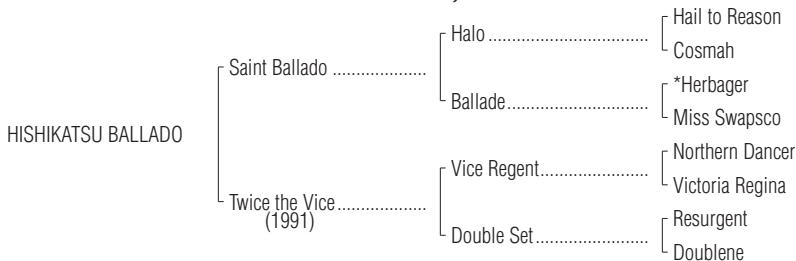 Hail to Reason
Halo ....................................
Cosmah
Saint Ballado .....................
*Herbager
Ballade................................
Miss Swapsco
HISHIKATSU BALLADO
Northern Dancer
Vice Regent........................
Victoria Regina
Twice the Vice....................
(1991)
Resurgent
Double Set.........................
Doublene